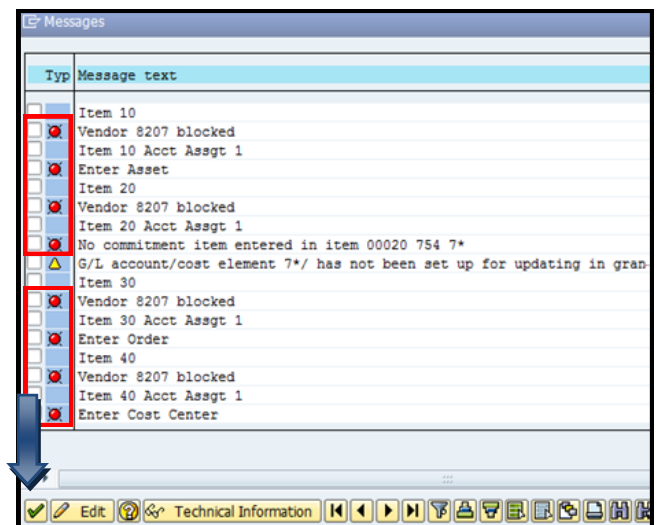 Messages
Typ Message text
Item 10
Vendor 8207 blocked
Item 10 Acct Assgt 1
Enter Asset
Item 20
Vendor 8207 blocked
Item 20 Acct Assgt 1
No commitment item entered in item 00020 754 7*
G/L account/cost element 7*/ has not been set up for updating in gran
Item 30
Vendor 8207 blocked
Item 30 Acct Assgt 1
Enter Order
Item 40
Vendor 8207 blocked
Item 40 Acct Assgt 1
Enter Cost Center
Edit Technical Information